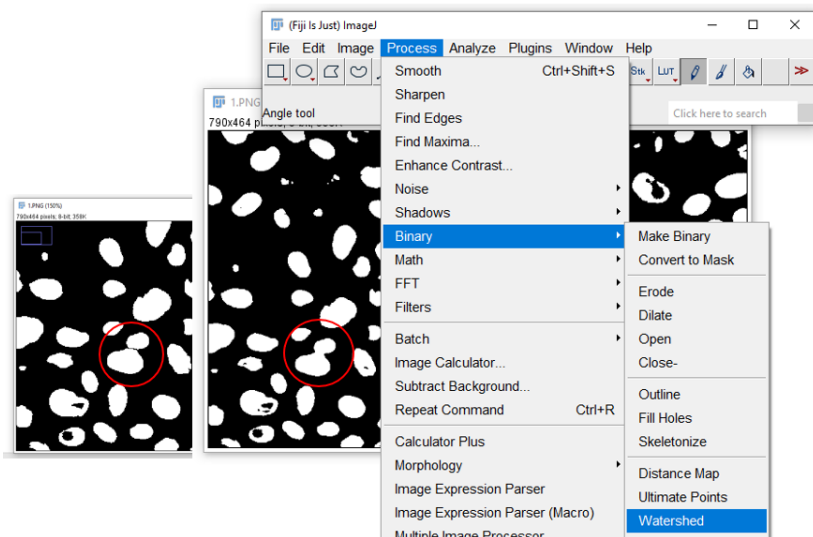 (Fiji Is Just) ImageJ
File Edit Image Process Analyze Plugins Window Help
Stk LUT >>
Angle tool
Click here to search
1.PNG
790x464
Smooth Ctrl+Shift+S
Sharpen
Find Edges
Find Maxima...
Enhance Contrast...
Noise
Shadows
Binary
Math
FFT
Filters
Batch
Image Calculator...
Subtract Background...
Repeat Command Ctrl+R
Calculator Plus
Morphology
Image Expression Parser
Image Expression Parser (Macro)
Multiple Image Processor
Make Binary
Convert to Mask
Erode
Dilate
Open
Close-
Outline
Fill Holes
Skeletonize
Distance Map
Ultimate Points
Watershed
1.PNG (150%)
790x464 pixels; 8-bit; 358K